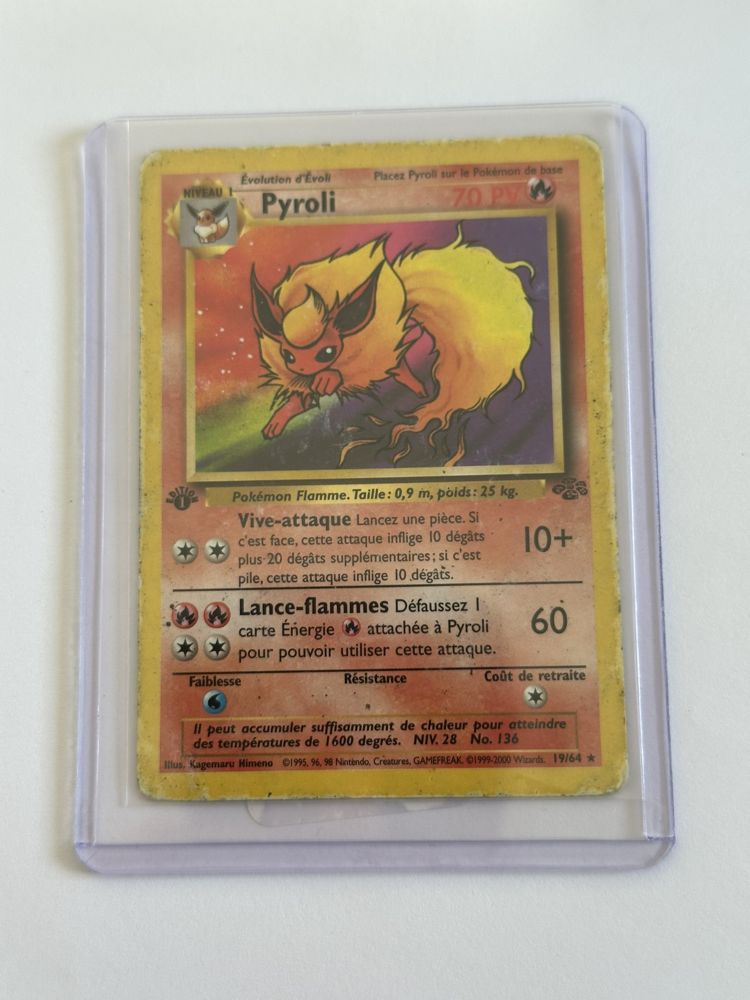 Évolution d'Évoli
Placez Pyroli sur le Pokémon de base
NIVEAU 1
Pyroli
70 PV
EDITION
1
Pokémon Flamme. Taille : 0,9 m, poids : 25 kg.
Vive-attaque Lancez une pièce. Si
c'est face, cette attaque inflige 10 dégâts
plus 20 dégâts supplémentaires ; si c'est
pile, cette attaque inflige 10 dégâts.
10+
Lance-flammes Défaussez 1
carte Énergie attachée à Pyroli
pour pouvoir utiliser cette attaque.
60
Faiblesse
Résistance
Coût de retraite
Il peut accumuler suffisamment de chaleur pour atteindre
des températures de 1600 degrés. NIV. 28 No. 136
Illus. Kagemaru Himeno ©1995, 96, 98 Nintendo, Creatures, GAMEFREAK. ©1999-2000 Wizards. 19/64 ★